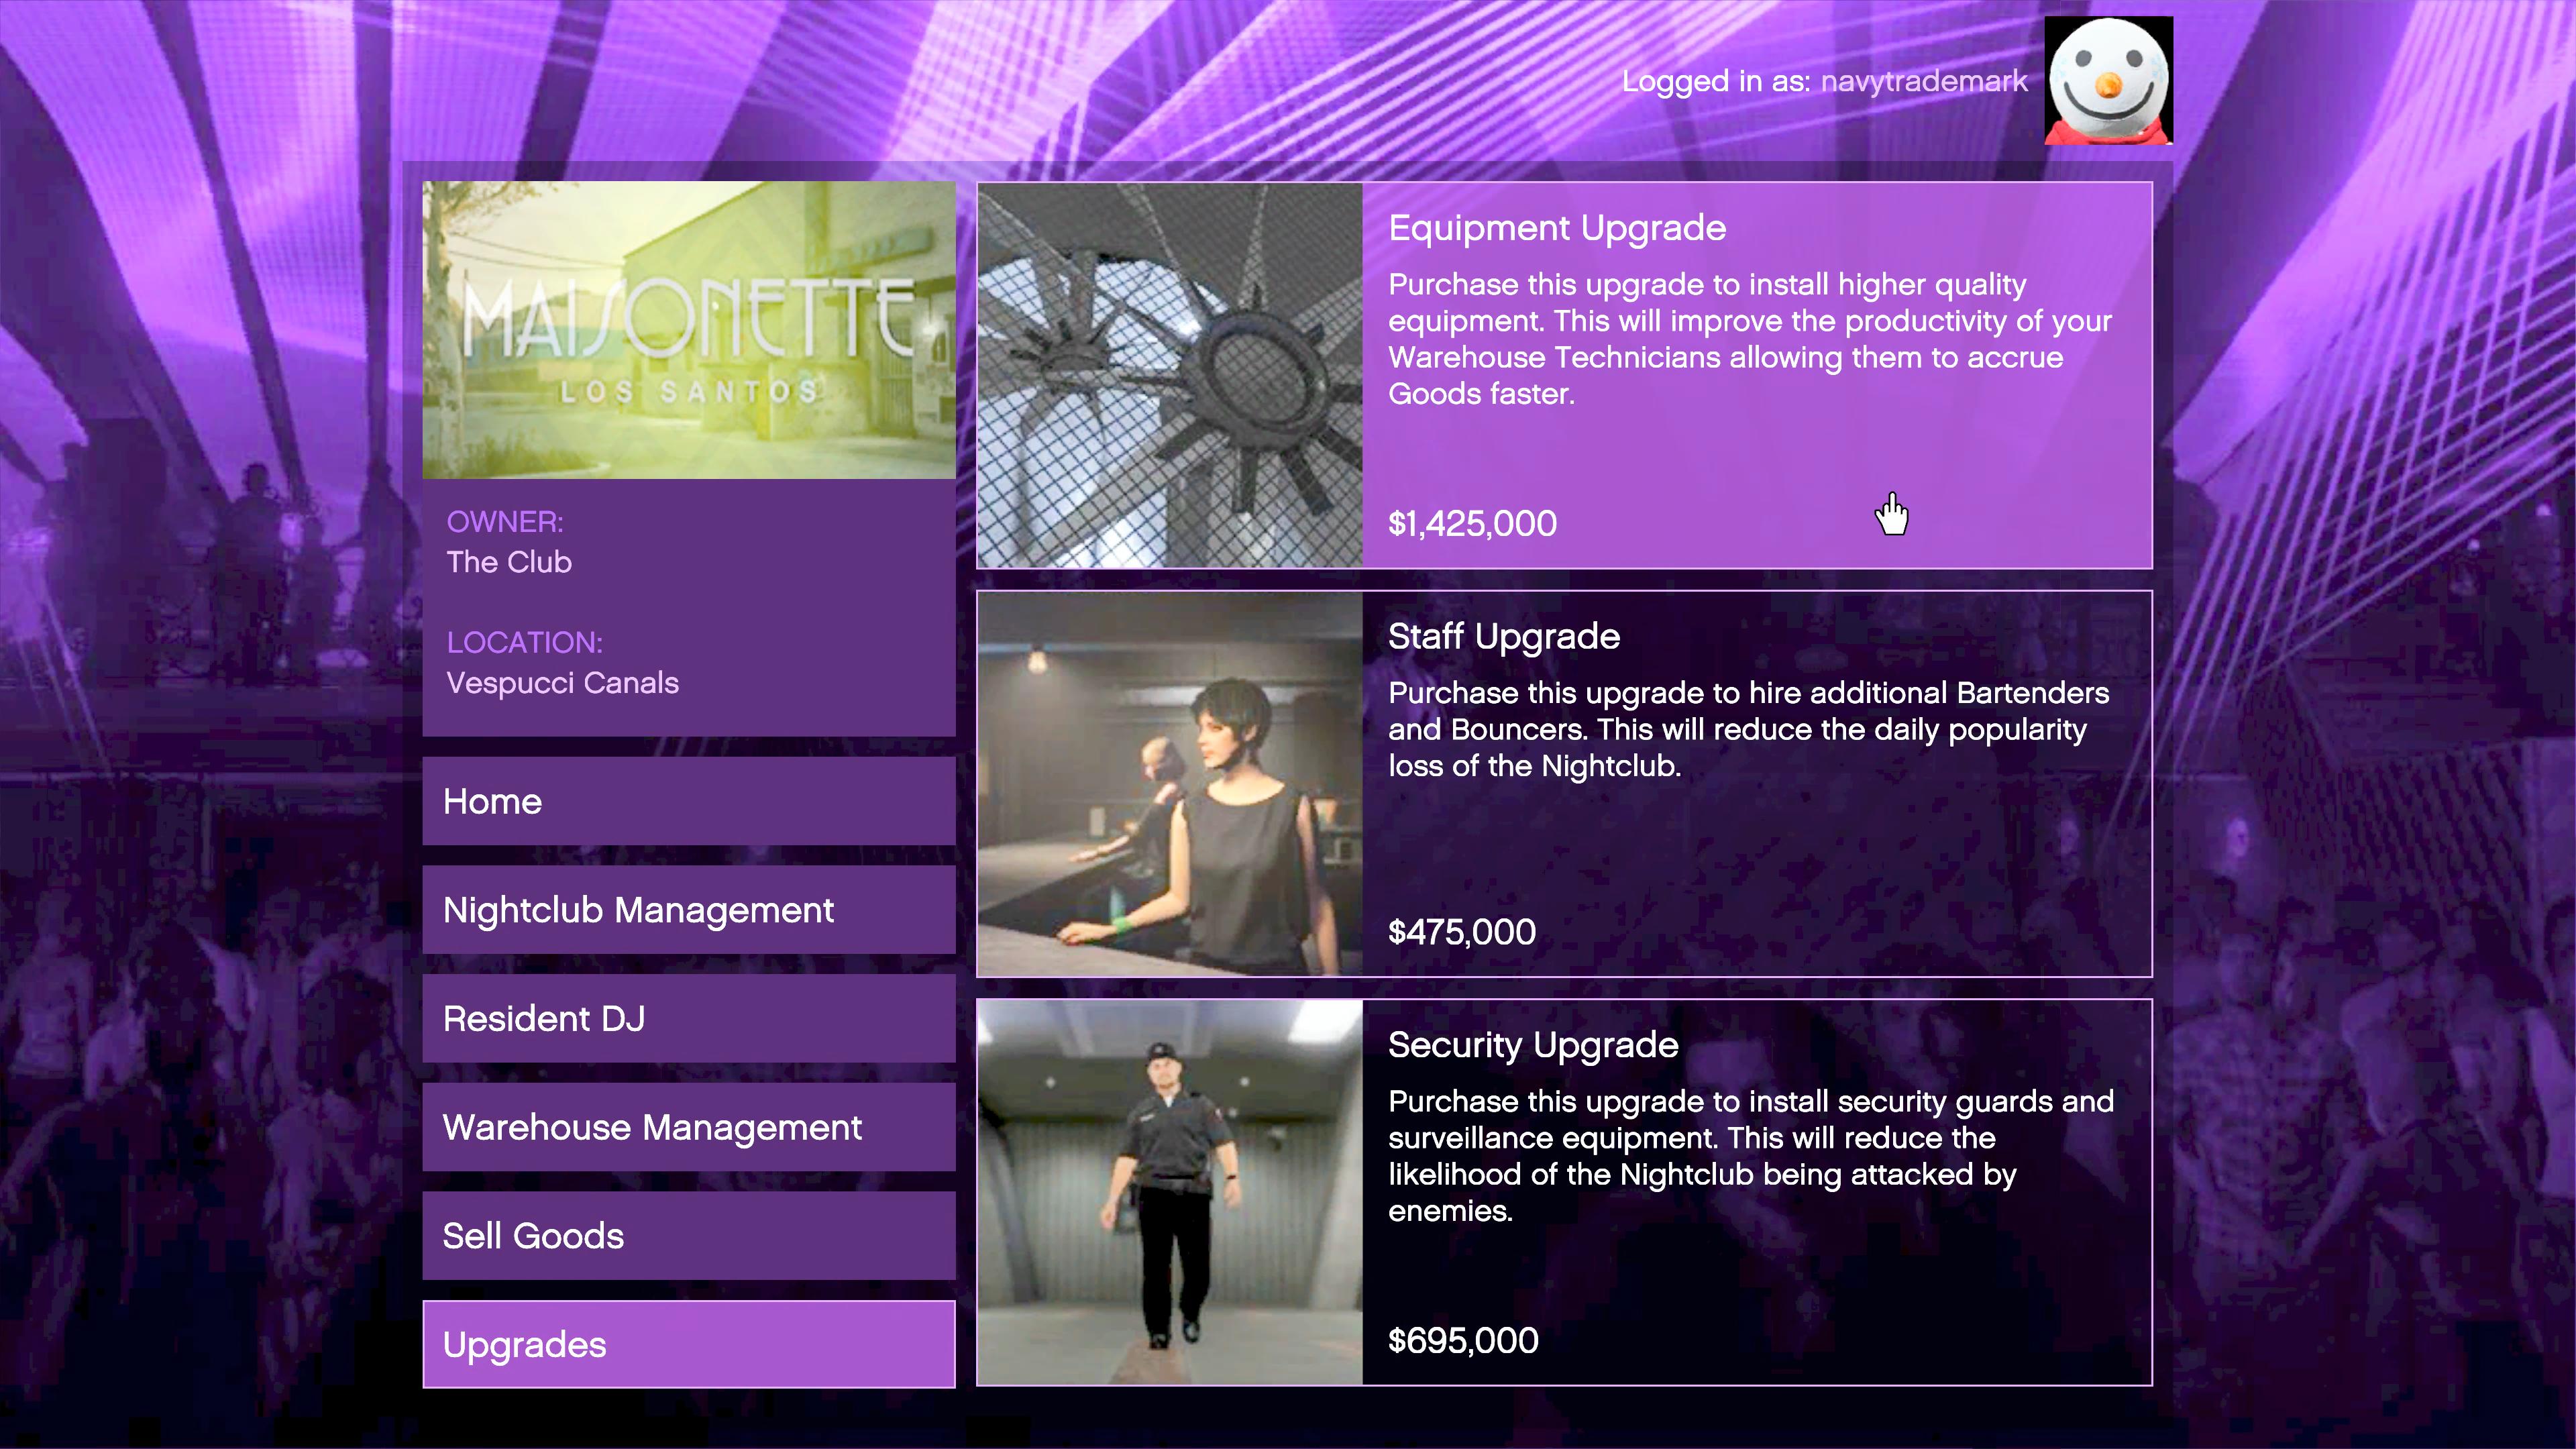 Logged in as: navytrademark
MAISONETTE
LOS SANTOS
OWNER:
The Club
LOCATION:
Vespucci Canals
Home
Nightclub Management
Resident DJ
Warehouse Management
Sell Goods
Upgrades
Equipment Upgrade
Purchase this upgrade to install higher quality
equipment. This will improve the productivity of your
Warehouse Technicians allowing them to accrue
Goods faster.
$1,425,000
Staff Upgrade
Purchase this upgrade to hire additional Bartenders
and Bouncers. This will reduce the daily popularity
loss of the Nightclub.
$475,000
Security Upgrade
Purchase this upgrade to install security guards and
surveillance equipment. This will reduce the
likelihood of the Nightclub being attacked by
enemies.
$695,000